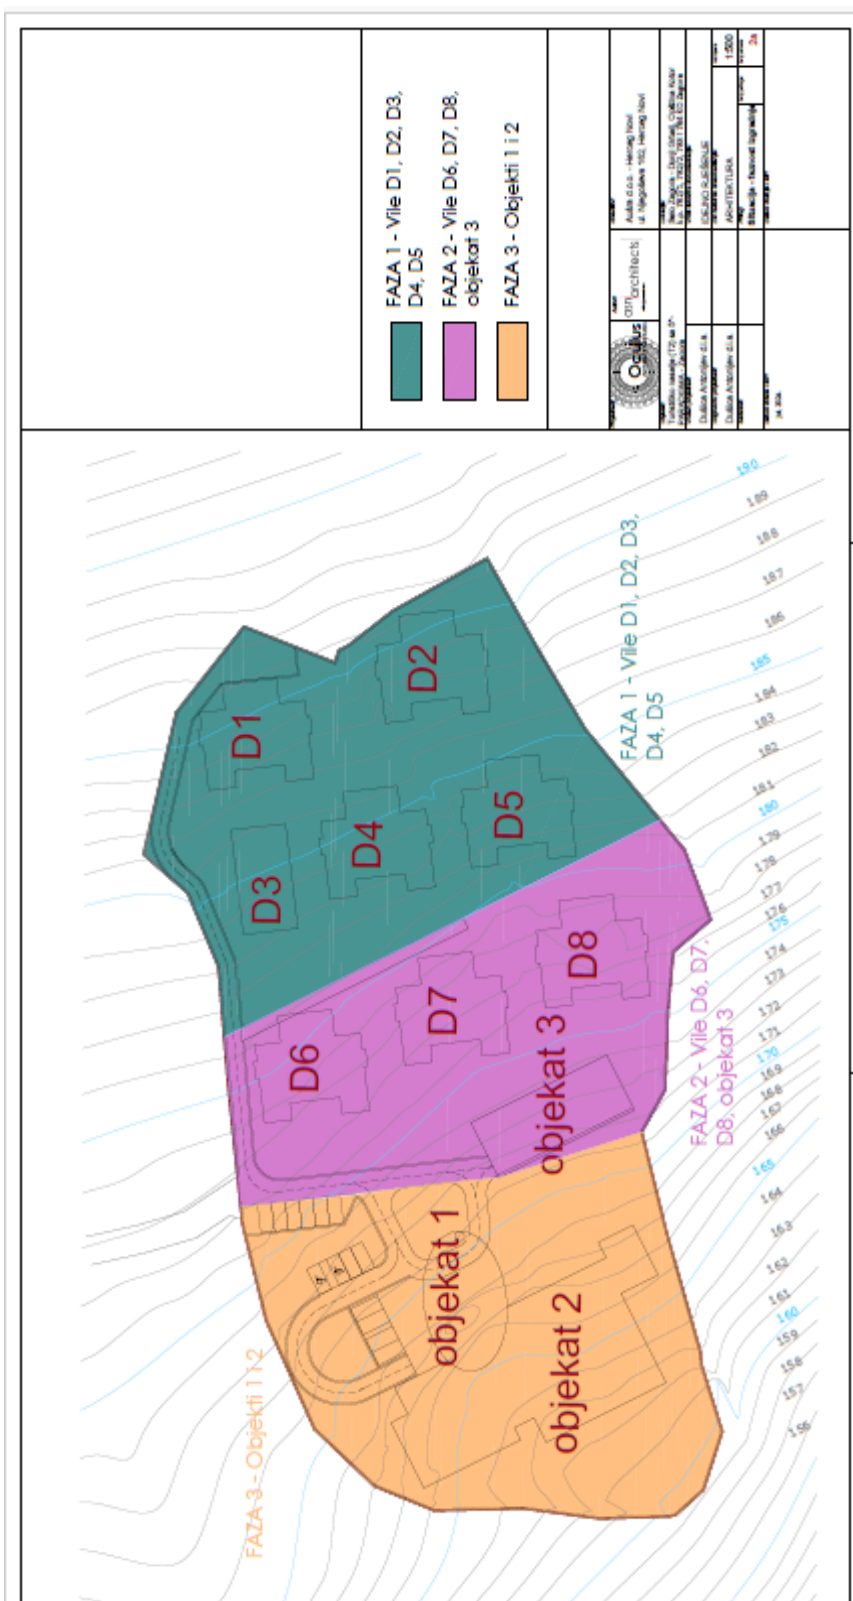 FAZA 1 - Vile D1, D2, D3,
D4, D5
FAZA 2 - Vile D6, D7, D8,
objekat 3
FAZA 3 - Objekti 1 i 2
Oculus
architects
IDEJNO RJEŠENJE
ARHITEKTURA
1:500
2a
D1
D2
D3
D4
D5
D6
D7
D8
objekat 3
objekat 1
objekat 2
FAZA 1 - Vile D1, D2, D3,
D4, D5
FAZA 2 - Vile D6, D7,
D8, objekat 3
FAZA 3 - Objekti 1 i 2
190
189
188
187
186
185
184
183
182
181
180
179
178
177
176
175
174
173
172
171
170
169
168
167
166
165
164
163
162
161
160
159
158
157
156